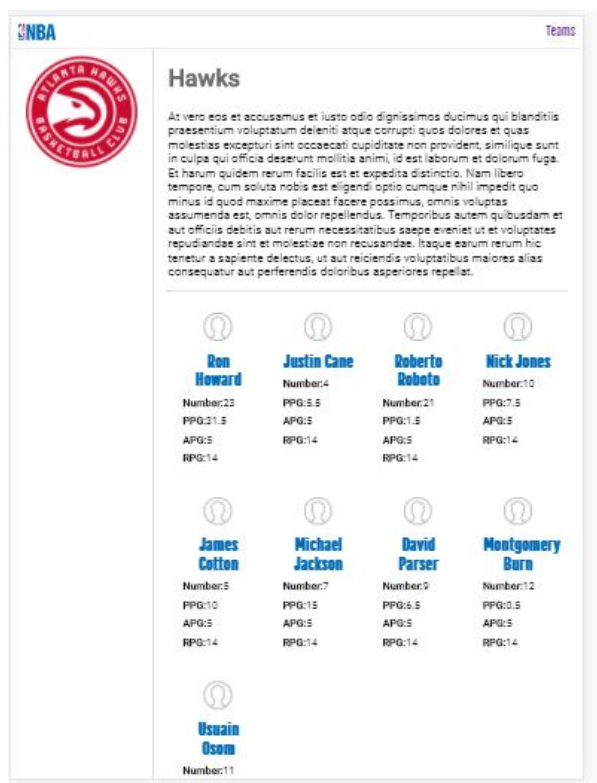 NBA
Teams
ATLANTA HAWKS
BASKETBALL CLUB
Hawks
At vero eos et accusamus et iusto odio dignissimos ducimus qui blanditiis
praesentium voluptatum deleniti atque corrupti quos dolores et quas
molestias excepturi sint occaecati cupiditate non provident, similique sunt
in culpa qui officia deserunt mollitia animi, id est laborum et dolorum fuga.
Et harum quidem rerum facilis est et expedita distinctio. Nam libero
tempore, cum soluta nobis est eligendi optio cumque nihil impedit quo
minus id quod maxime placeat facere possimus, omnis voluptas
assumenda est, omnis dolor repellendus. Temporibus autem quibusdam et
aut officiis debitis aut rerum necessitatibus saepe eveniet ut et voluptates
repudiandae sint et molestiae non recusandae. Itaque earum rerum hic
tenetur a sapiente delectus, ut aut reiciendis voluptatibus maiores alias
consequatur aut perferendis doloribus asperiores repellat.
Ron
Howard
Number:23
PPG:31.5
APG:5
RPG:14
Justin Cane
Number:4
PPG:5.5
APG:5
RPG:14
Roberto
Roboto
Number:21
PPG:1.5
APG:5
RPG:14
Nick Jones
Number:10
PPG:7.5
APG:5
RPG:14
James
Cotton
Number:5
PPG:10
APG:5
RPG:14
Michael
Jackson
Number:7
PPG:15
APG:5
RPG:14
David
Parser
Number:9
PPG:6.5
APG:5
RPG:14
Montgomery
Burn
Number:12
PPG:0.5
APG:5
RPG:14
Usuain
Osom
Number:11